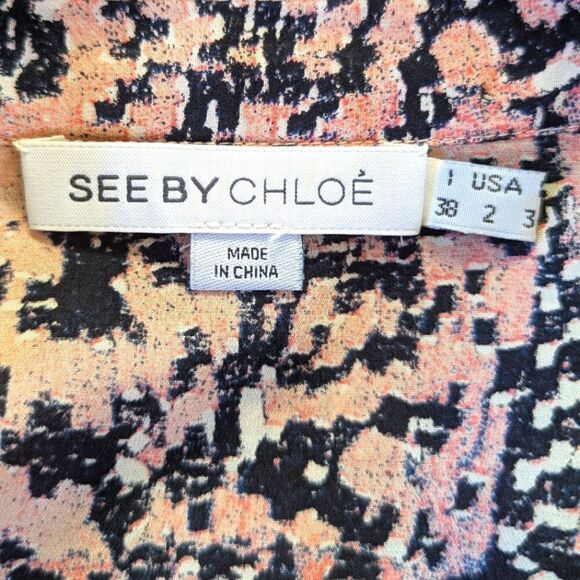 SEE BY CHLOÉ
I USA
38 2 3
MADE
IN CHINA